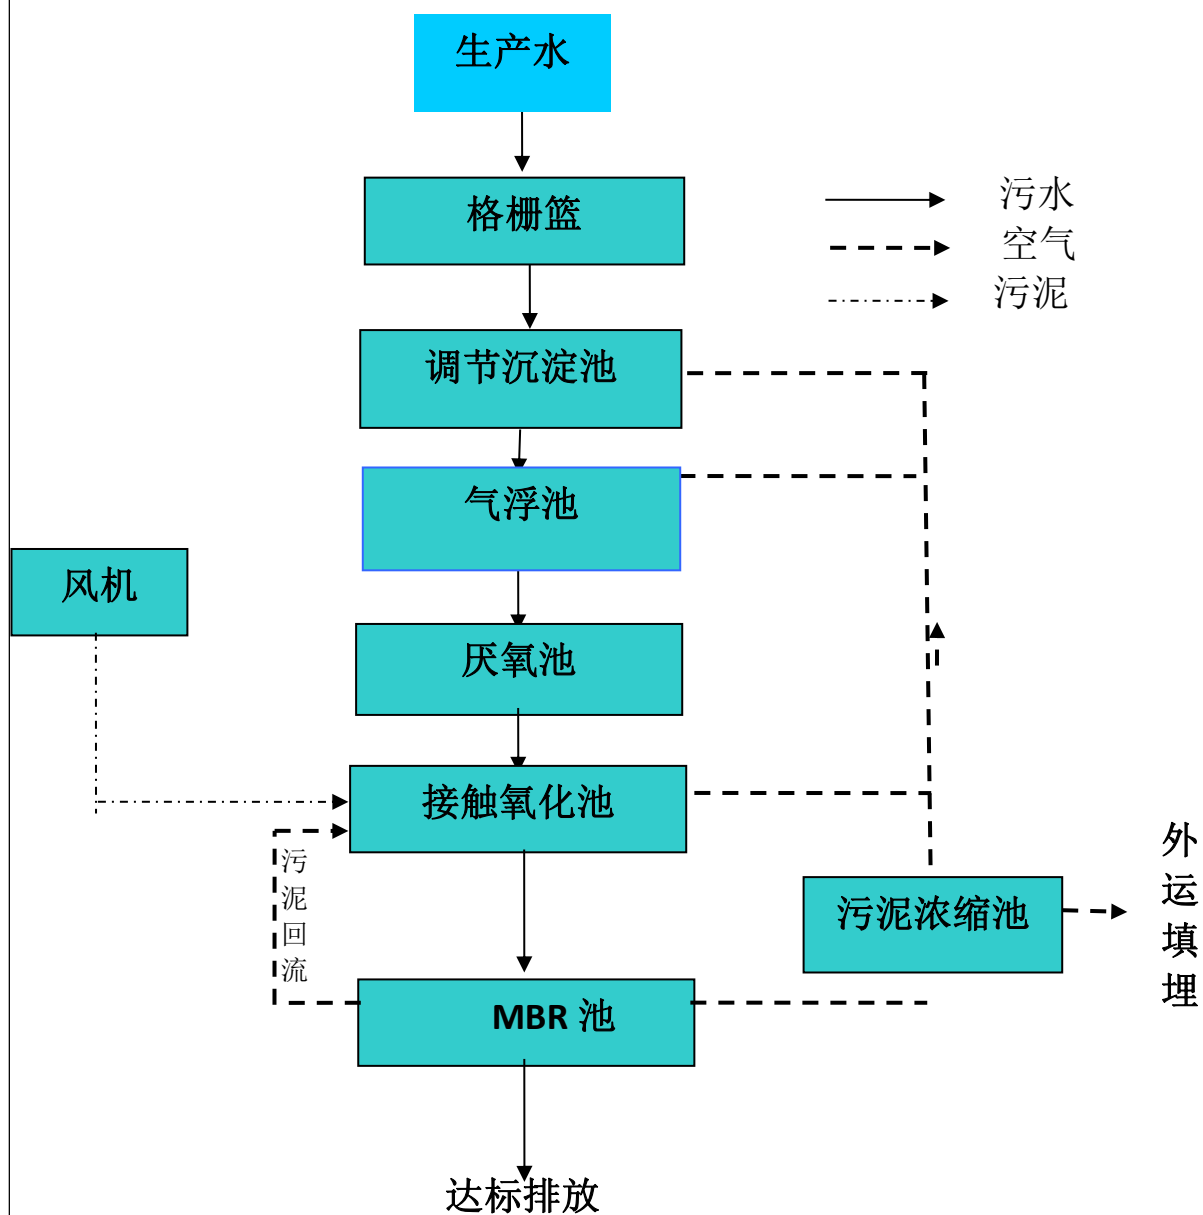 生产水
格栅篮
污水
空气
污泥
调节沉淀池
气浮池
风机
厌氧池
接触氧化池
污泥回流
污泥浓缩池
外运填埋
MBR 池
达标排放